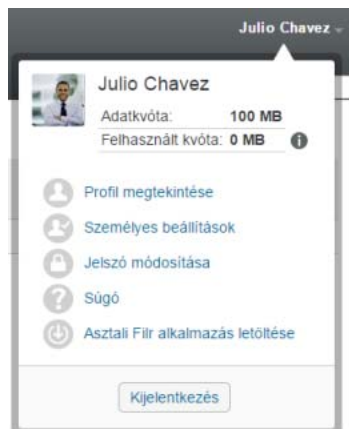 Julio Chavez
Julio Chavez
Adatkvóta: 100 MB
Felhasznált kvóta: 0 MB
Profil megtekintése
Személyes beállítások
Jelszó módosítása
Súgó
Asztali Filr alkalmazás letöltése
Kijelentkezés